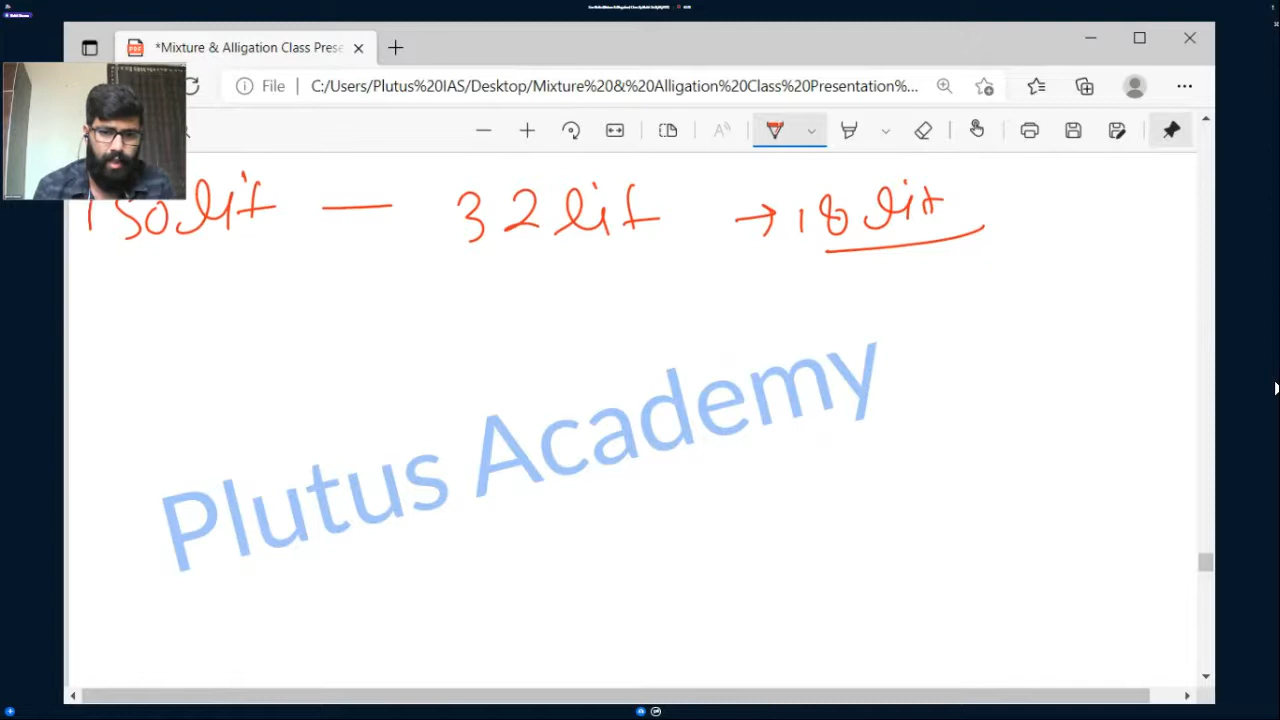 *Mixture & Alligation Class Prese
File C:/Users/Plutus%20IAS/Desktop/Mixture%20&%20Alligation%20Class%20Presentation%...
150 lit — 32 lit → 18 lit
Plutus Academy